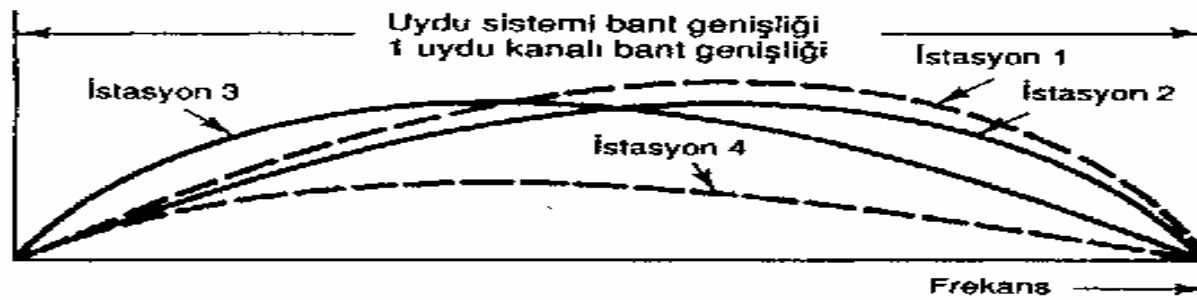 Uydu sistemi bant genişliği
1 uydu kanalı bant genişliği
İstasyon 1
İstasyon 3
İstasyon 2
İstasyon 4
Frekans